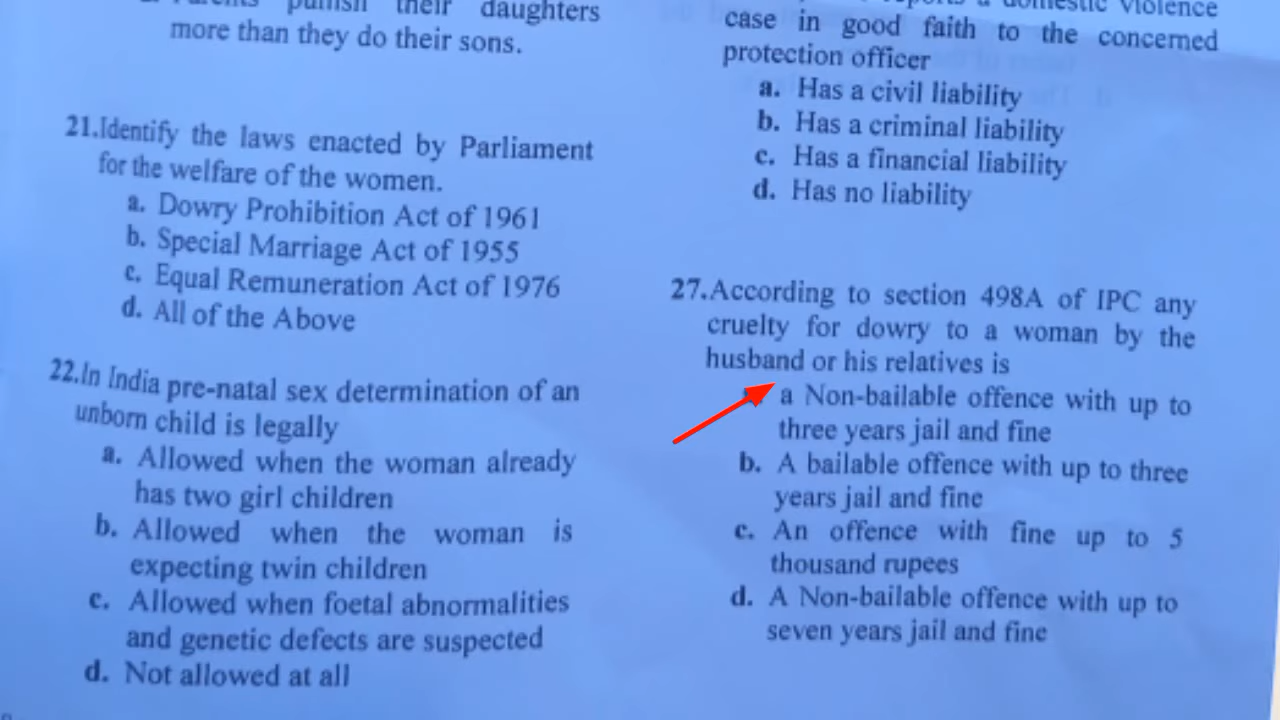 punish their daughters
more than they do their sons.
21.Identify the laws enacted by Parliament
for the welfare of the women.
a. Dowry Prohibition Act of 1961
b. Special Marriage Act of 1955
c. Equal Remuneration Act of 1976
d. All of the Above
22.In India pre-natal sex determination of an
unborn child is legally
a. Allowed when the woman already
has two girl children
b. Allowed when the woman is
expecting twin children
c. Allowed when foetal abnormalities
and genetic defects are suspected
d. Not allowed at all
a domestic violence
case in good faith to the concerned
protection officer
a. Has a civil liability
b. Has a criminal liability
c. Has a financial liability
d. Has no liability
27.According to section 498A of IPC any
cruelty for dowry to a woman by the
husband or his relatives is
a Non-bailable offence with up to
three years jail and fine
b. A bailable offence with up to three
years jail and fine
c. An offence with fine up to 5
thousand rupees
d. A Non-bailable offence with up to
seven years jail and fine